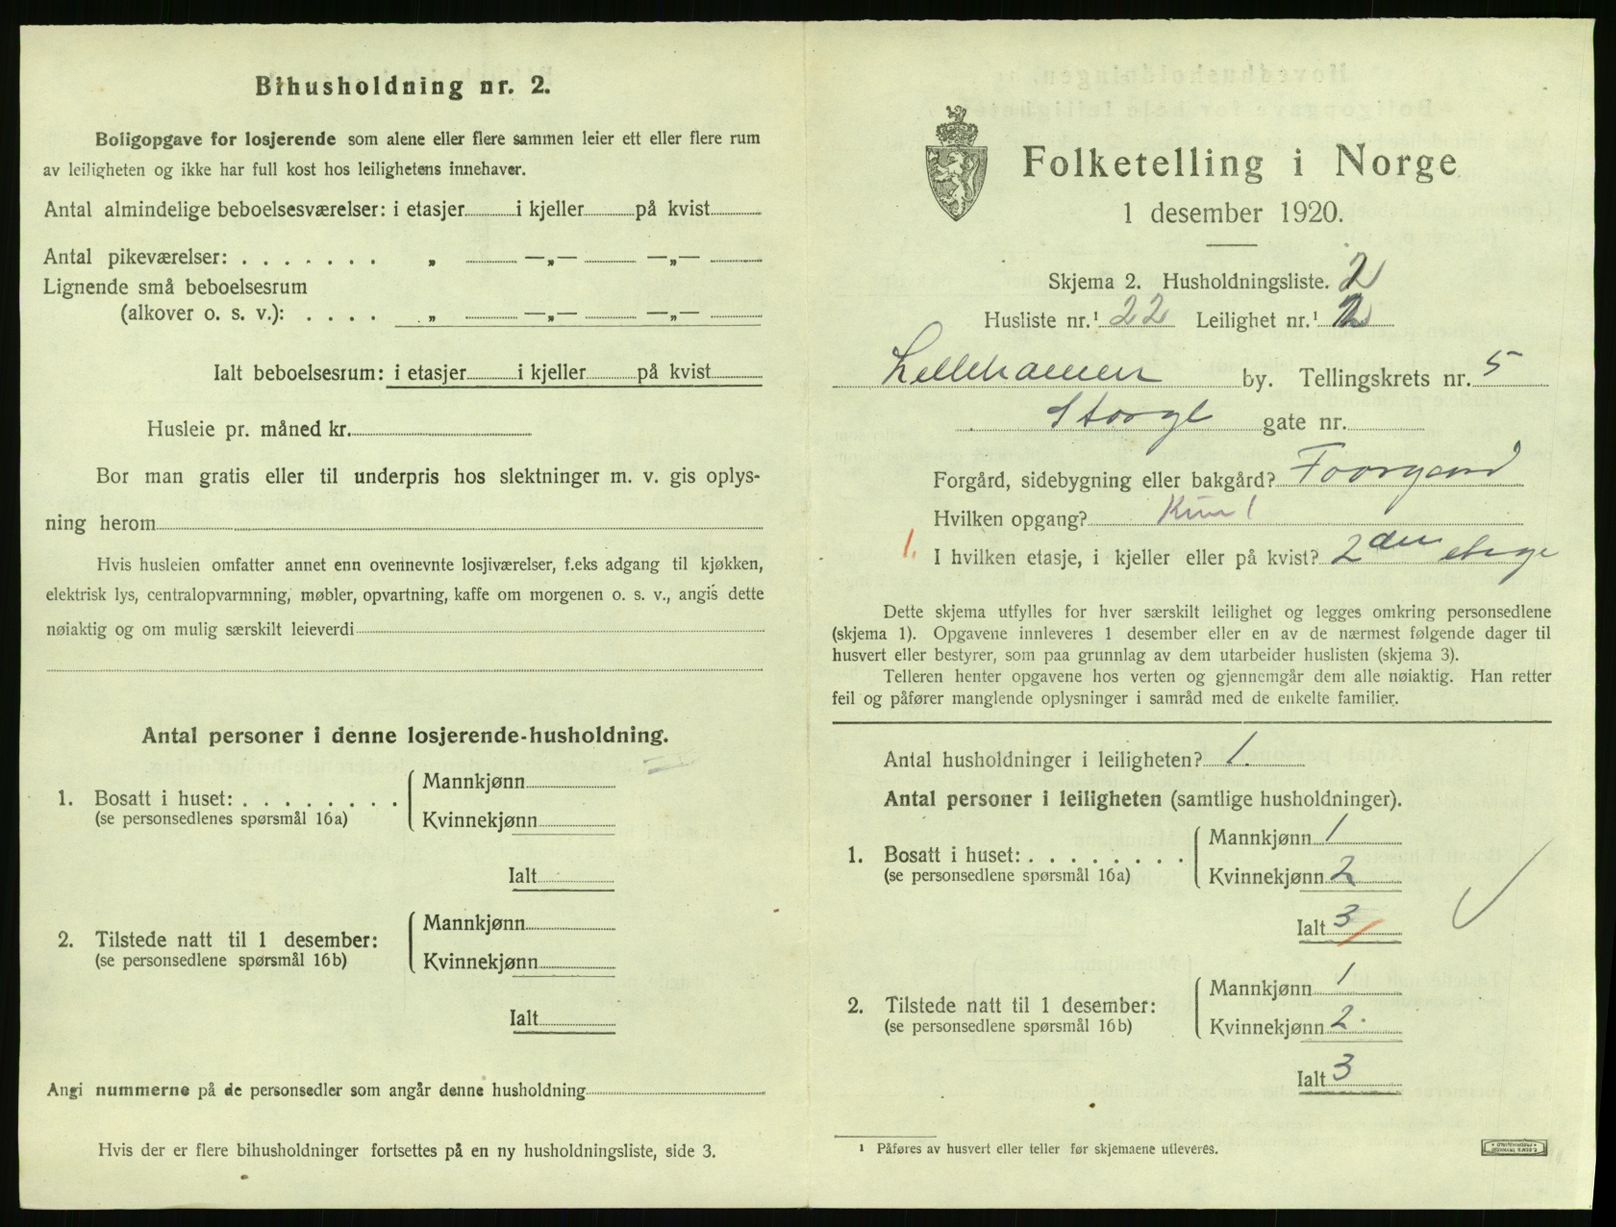 Bihusholdning nr. 2.
Boligopgave for losjerende som alene eller flere sammen leier ett eller flere rum
av leiligheten og ikke har full kost hos leilighetens innehaver.
Antal almindelige beboelsesværelser: i etasjer i kjeller på kvist
Antal pikeværelser: . . . . . . . „ —„— —„—
Lignende små beboelsesrum
(alkover o. s. v.): . . . . „ —„— —„—
Ialt beboelsesrum: i etasjer i kjeller på kvist
Husleie pr. måned kr.
Bor man gratis eller til underpris hos slektninger m. v. gis oplys-
ning herom
Hvis husleien omfatter annet enn ovennevnte losjiværelser, f.eks adgang til kjøkken,
elektrisk lys, centralopvarmning, møbler, opvartning, kaffe om morgenen o. s. v., angis dette
nøiaktig og om mulig særskilt leieverdi
Antal personer i denne losjerende-husholdning.
1. Bosatt i huset: . . . . . . . .
(se personsedlenes spørsmål 16a)
Mannkjønn
Kvinnekjønn
Ialt
2. Tilstede natt til 1 desember:
(se personsedlene spørsmål 16b)
Mannkjønn
Kvinnekjønn
Ialt
Angi nummerne på de personsedler som angår denne husholdning
Hvis der er flere bihusholdninger fortsettes på en ny husholdningsliste, side 3.
Folketelling i Norge
1 desember 1920.
Skjema 2. Husholdningsliste. 2
Husliste nr.¹ 22 Leilighet nr.¹ 2
Lillehammer by. Tellingskrets nr. 5
Storgt gate nr.
Forgård, sidebygning eller bakgård? Foorgaard
Hvilken opgang? Kun 1
1. I hvilken etasje, i kjeller eller på kvist? 2den etage
Dette skjema utfylles for hver særskilt leilighet og legges omkring personsedlene
(skjema 1). Opgavene innleveres 1 desember eller en av de nærmest følgende dager til
husvert eller bestyrer, som paa grunnlag av dem utarbeider huslisten (skjema 3).
Telleren henter opgavene hos verten og gjennemgår dem alle nøiaktig. Han retter
feil og påfører manglende oplysninger i samråd med de enkelte familier.
Antal husholdninger i leiligheten? 1.
Antal personer i leiligheten (samtlige husholdninger).
1. Bosatt i huset: . . . . . . . .
(se personsedlene spørsmål 16a)
Mannkjønn 1
Kvinnekjønn 2
Ialt 3
2. Tilstede natt til 1 desember:
(se personsedlene spørsmål 16b)
Mannkjønn 1
Kvinnekjønn 2.
Ialt 3
¹ Påføres av husvert eller teller før skjemaene utleveres.